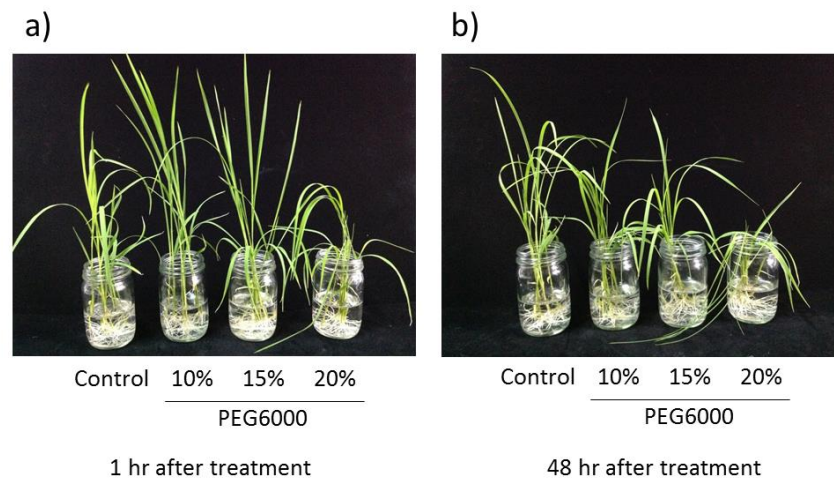 a)
Control 10% 15% 20%
PEG6000
1 hr after treatment
b)
Control 10% 15% 20%
PEG6000
48 hr after treatment